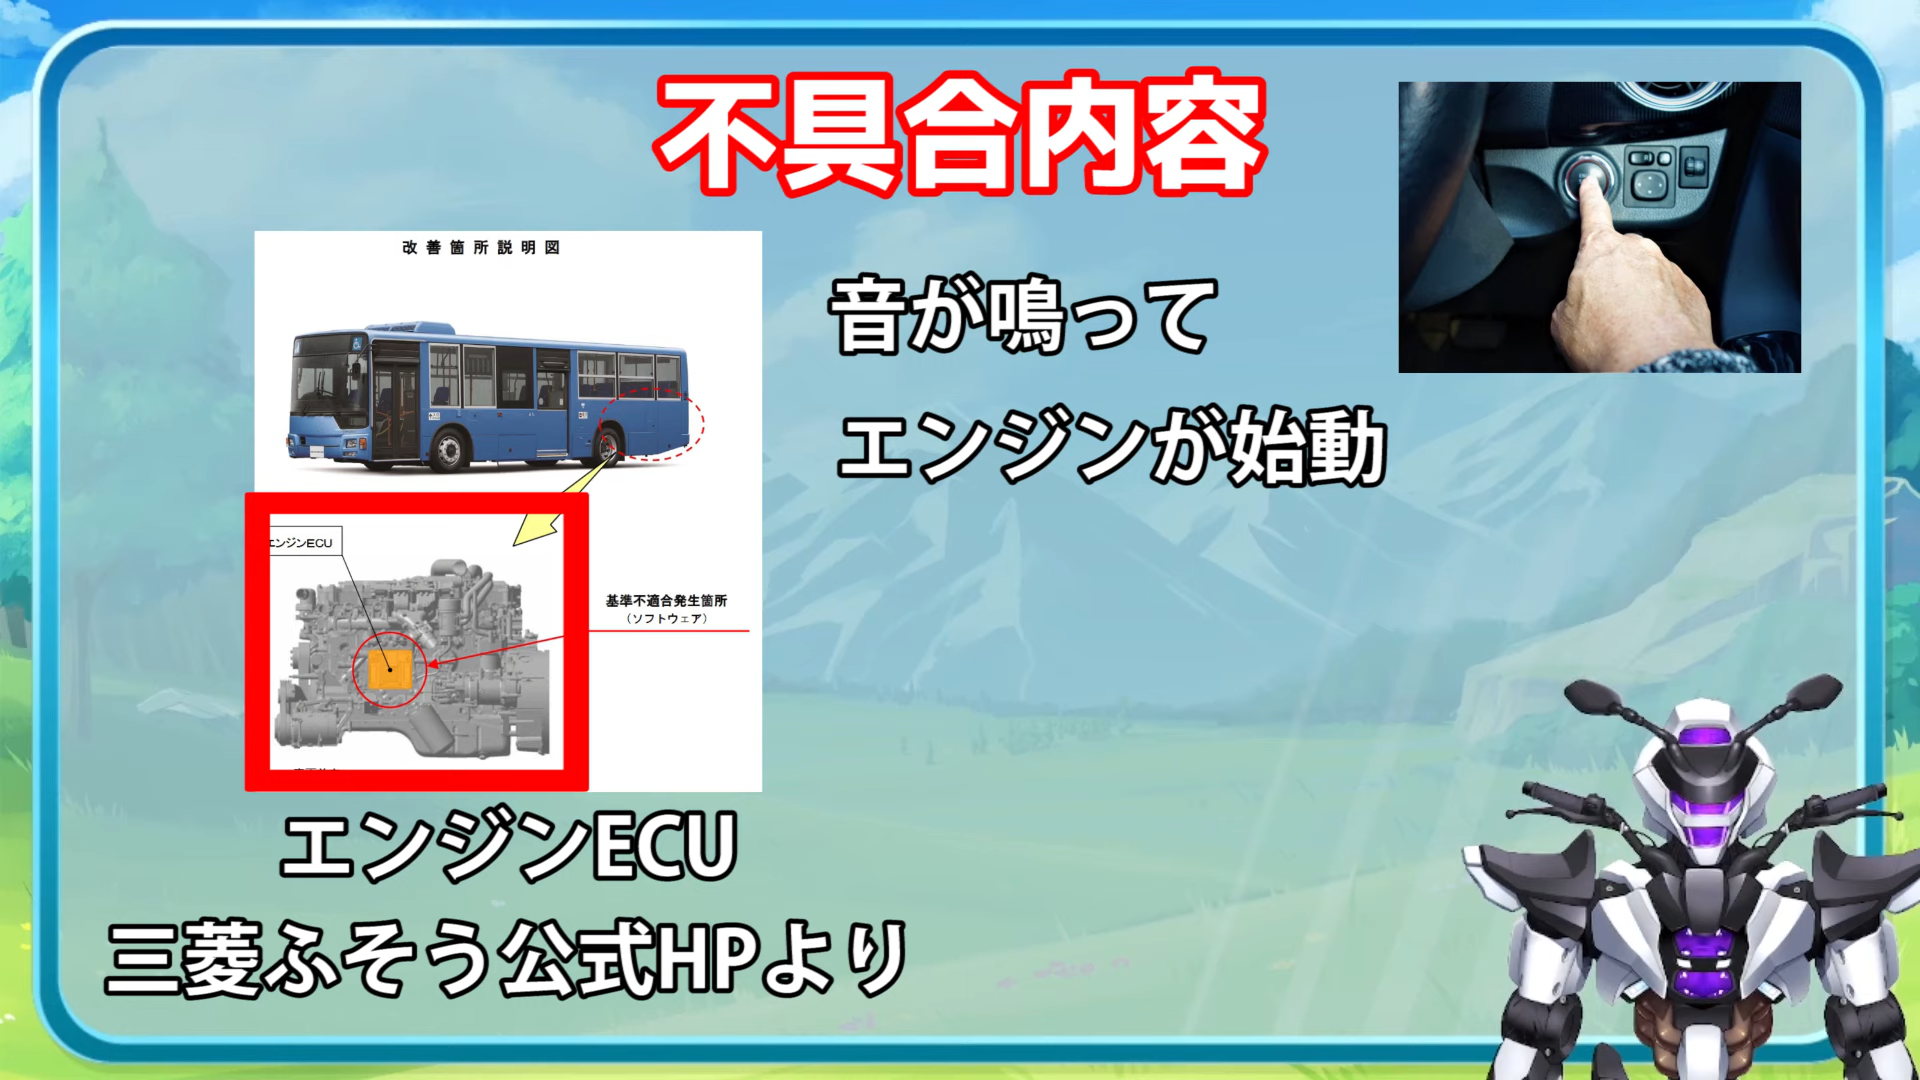 不具合内容
改善箇所説明図
音が鳴って
エンジンが始動
エンジンECU
基準不適合発生箇所
（ソフトウェア）
エンジンECU
三菱ふそう公式HPより